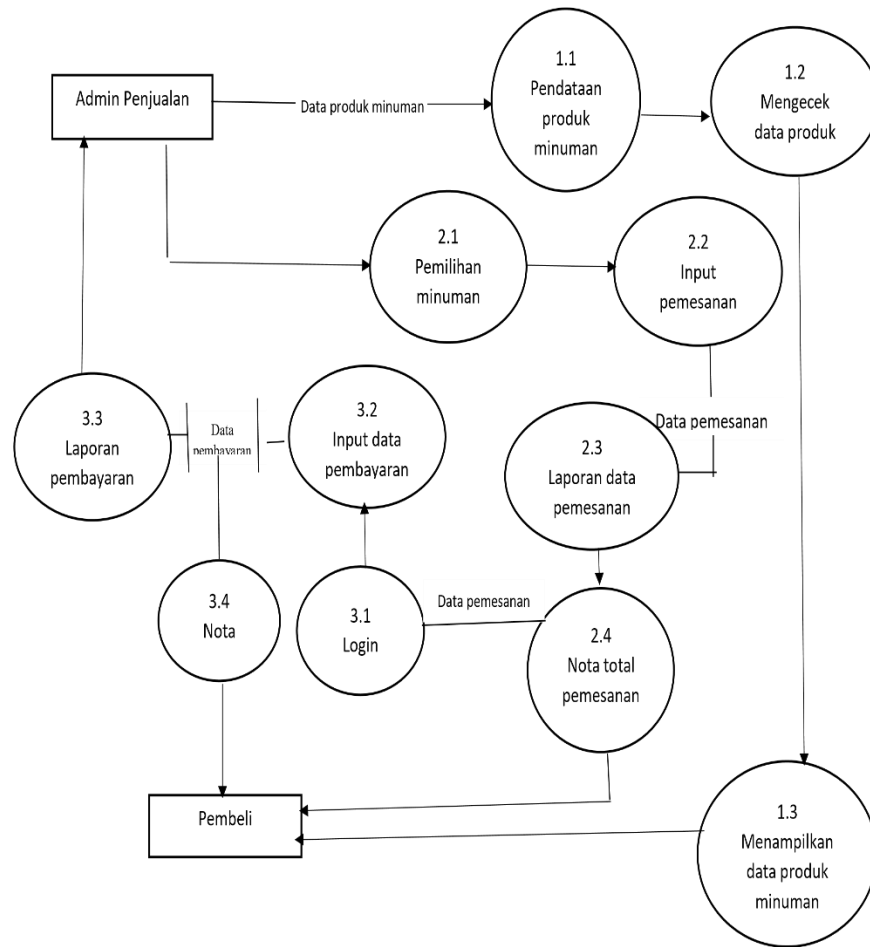 Admin Penjualan
Data produk minuman
1.1
Pendataan
produk
minuman
1.2
Mengecek
data produk
2.1
Pemilihan
minuman
2.2
Input
pemesanan
Data pemesanan
3.3
Laporan
pembayaran
Data
pembayaran
3.2
Input data
pembayaran
2.3
Laporan data
pemesanan
3.4
Nota
3.1
Login
Data pemesanan
2.4
Nota total
pemesanan
Pembeli
1.3
Menampilkan
data produk
minuman